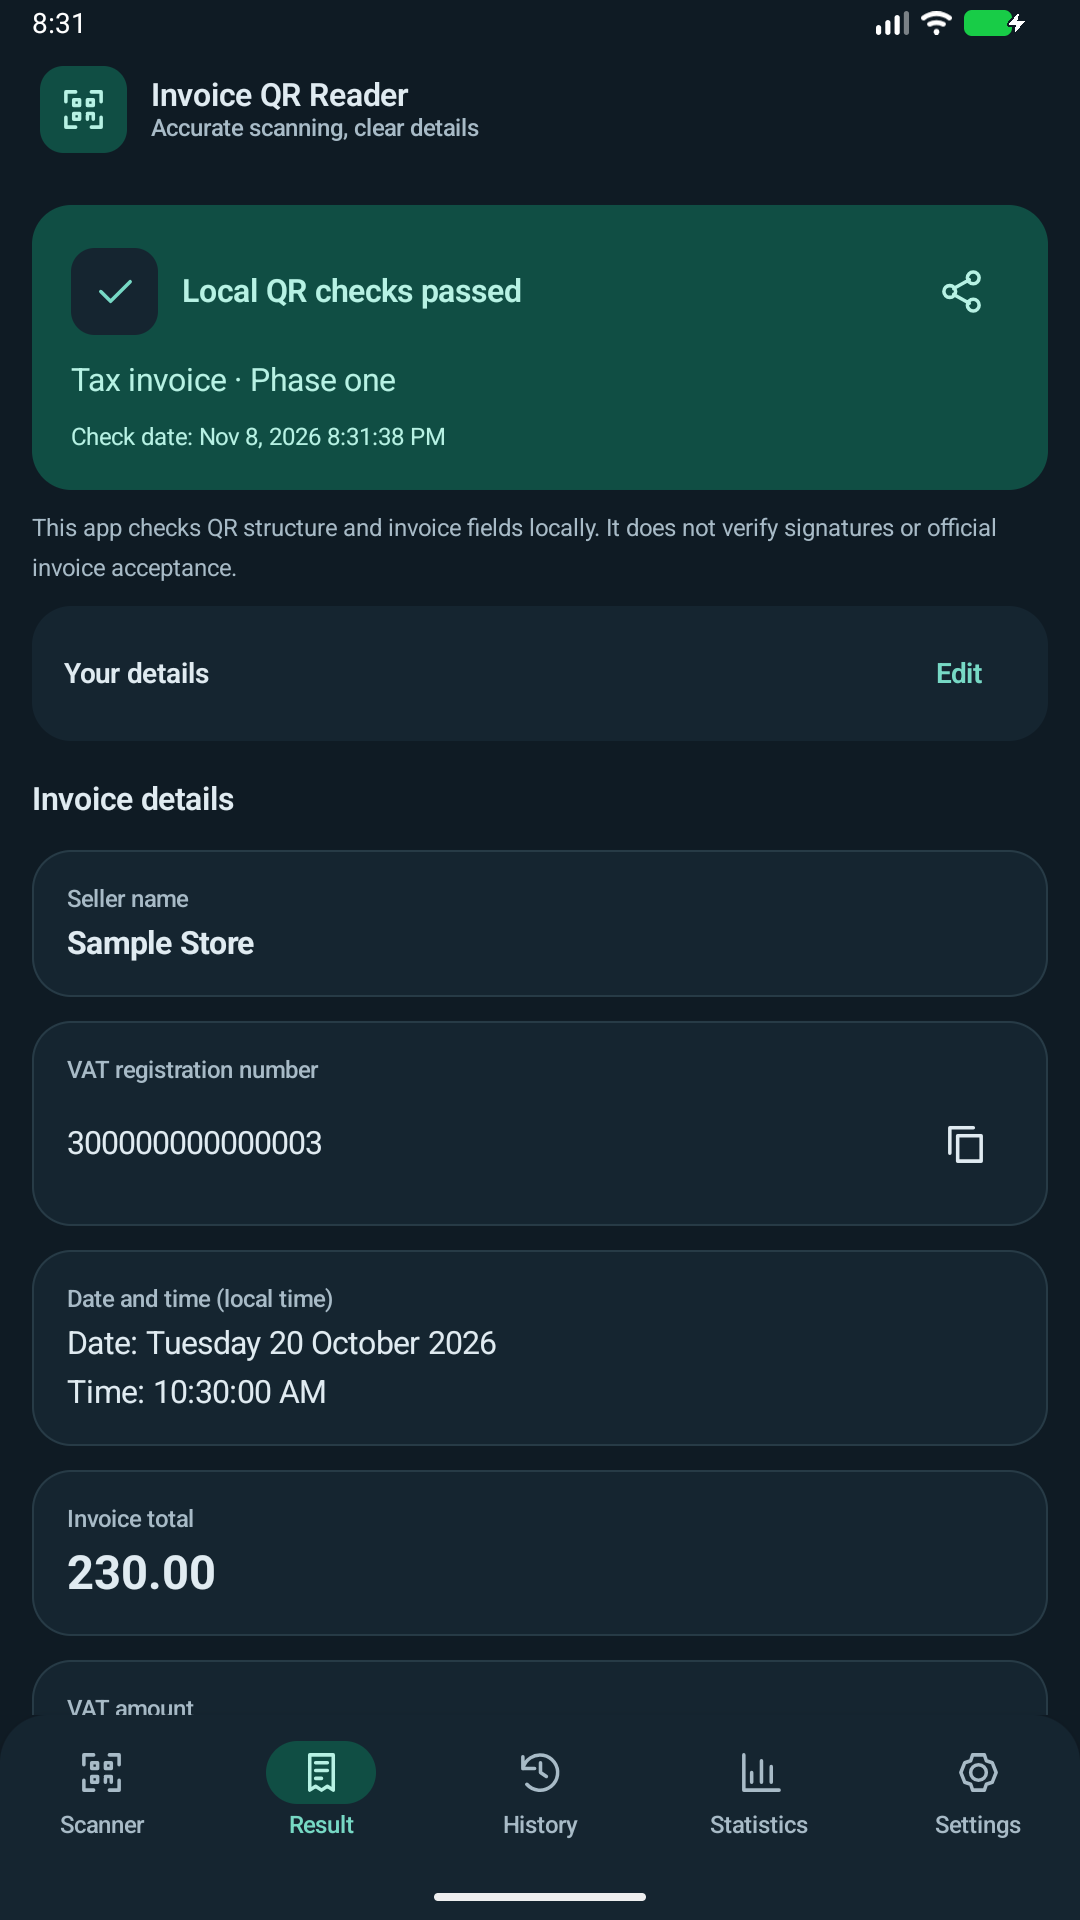 8:31
Invoice QR Reader
Accurate scanning, clear details
Local QR checks passed
Tax invoice · Phase one
Check date: Nov 8, 2026 8:31:38 PM
This app checks QR structure and invoice fields locally. It does not verify signatures or official
invoice acceptance.
Your details
Edit
Invoice details
Seller name
Sample Store
VAT registration number
300000000000003
Date and time (local time)
Date: Tuesday 20 October 2026
Time: 10:30:00 AM
Invoice total
230.00
VAT amount
Scanner
Result
History
Statistics
Settings